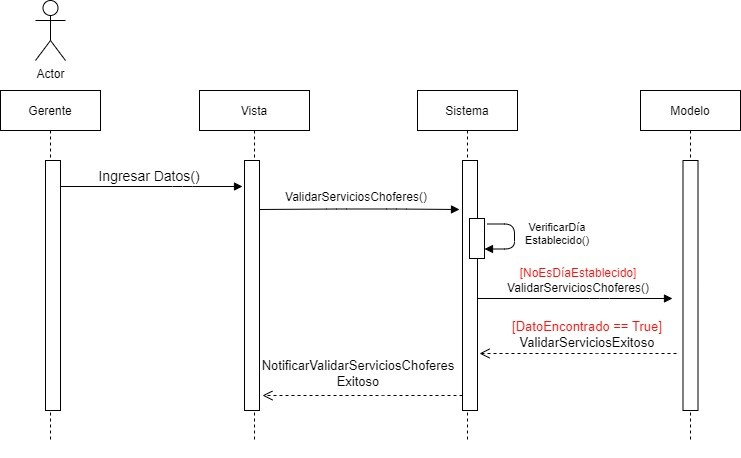 Actor
Gerente
Vista
Sistema
Modelo
Ingresar Datos()
ValidarServiciosChoferes()
VerificarDía
Establecido()
[NoEsDíaEstablecido]
ValidarServiciosChoferes()
[DatoEncontrado == True]
ValidarServiciosExitoso
NotificarValidarServiciosChoferes
Exitoso